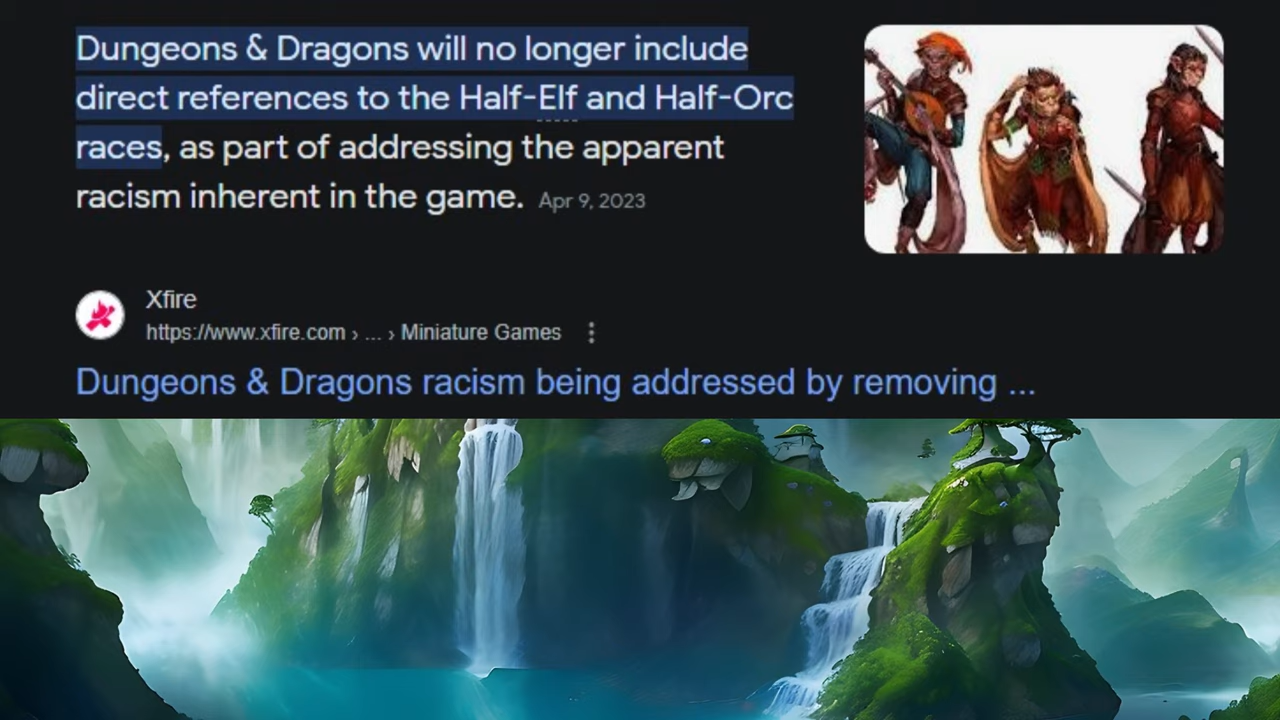 Dungeons & Dragons will no longer include
direct references to the Half-Elf and Half-Orc
races, as part of addressing the apparent
racism inherent in the game. Apr 9, 2023
Xfire
https://www.xfire.com › ... › Miniature Games
Dungeons & Dragons racism being addressed by removing ...